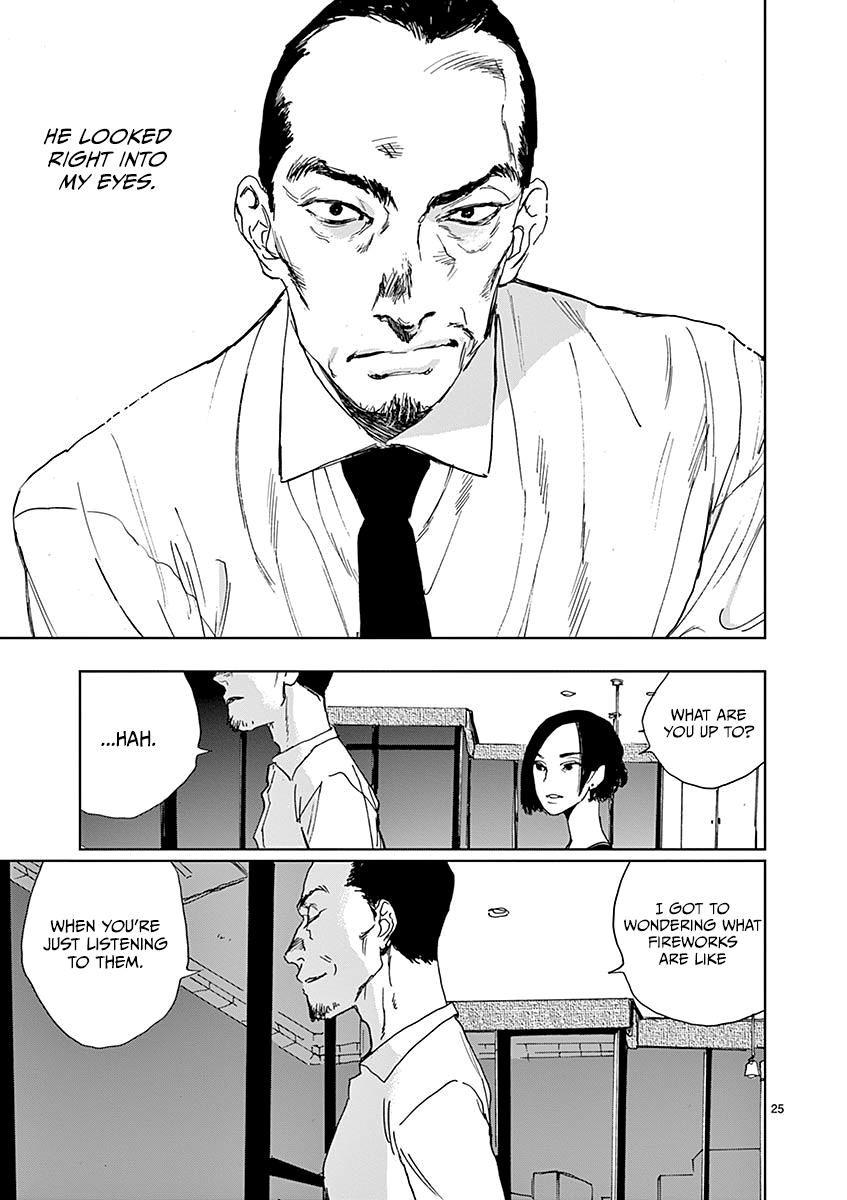 HE LOOKED
RIGHT INTO
MY EYES.
WHAT ARE
YOU UP TO?
...HAH.
I GOT TO
WONDERING WHAT
FIREWORKS
ARE LIKE
WHEN YOU'RE
JUST LISTENING
TO THEM.
25